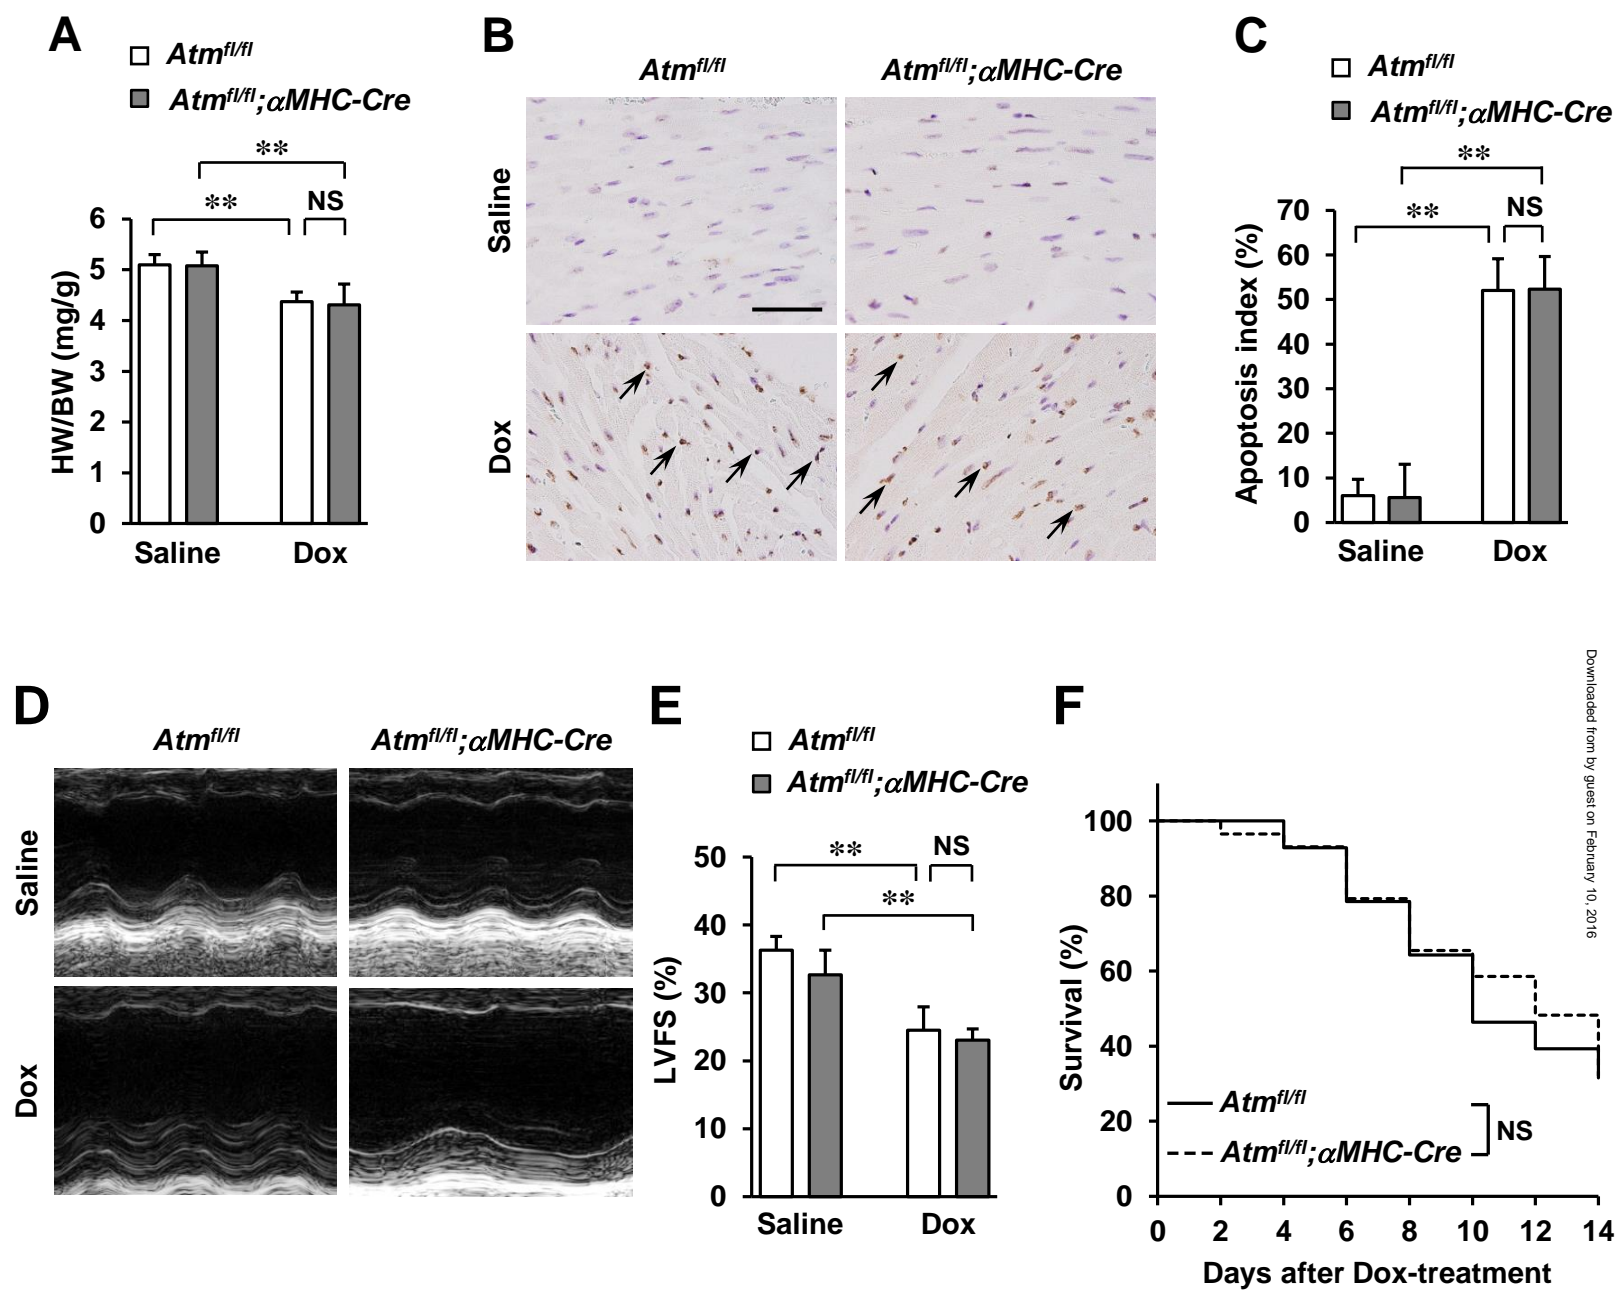 A
Atmfl/fl
Atmfl/fl;αMHC-Cre
**
**
NS
6
5
4
3
2
1
0
HW/BW (mg/g)
Saline
Dox
B
Atmfl/fl
Atmfl/fl;αMHC-Cre
Saline
Dox
C
Atmfl/fl
Atmfl/fl;αMHC-Cre
**
**
NS
70
60
50
40
30
20
10
0
Apoptosis index (%)
Saline
Dox
D
Atmfl/fl
Atmfl/fl;αMHC-Cre
Saline
Dox
E
Atmfl/fl
Atmfl/fl;αMHC-Cre
**
NS
**
50
40
30
20
10
0
LVFS (%)
Saline
Dox
F
100
80
60
40
20
0
Survival (%)
Atmfl/fl
Atmfl/fl;αMHC-Cre
NS
0 2 4 6 8 10 12 14
Days after Dox-treatment
Downloaded from by guest on February 10, 2016